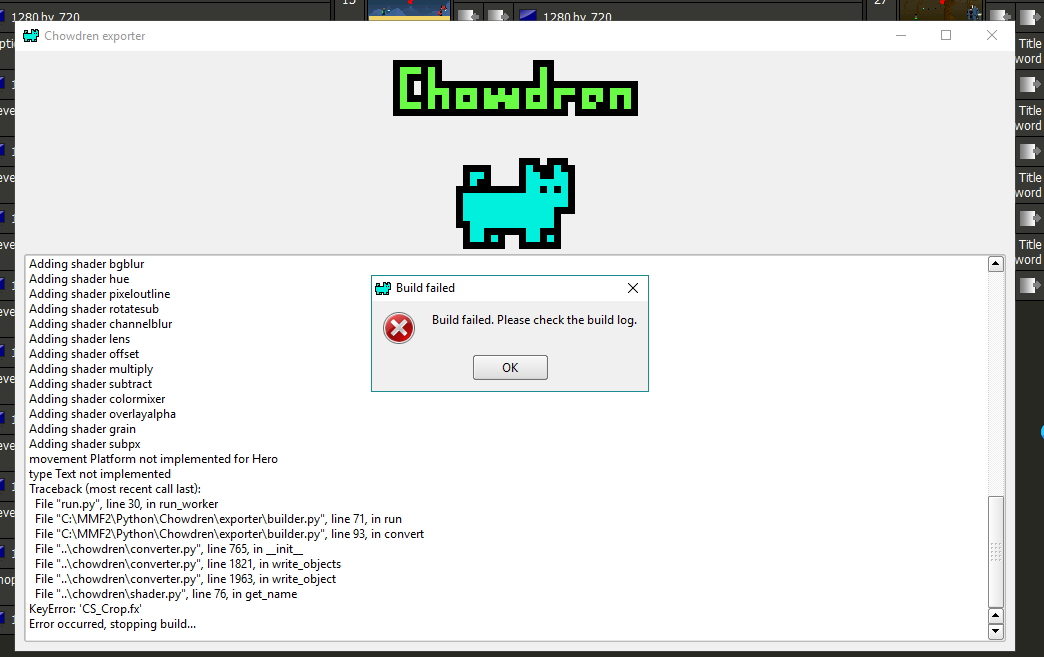 15
1280 by 720
1280 by 720
27
Chowdren exporter
Title
word
Title
word
Title
word
Title
word
Chowdren
Adding shader bgblur
Adding shader hue
Adding shader pixeloutline
Adding shader rotatesub
Adding shader channelblur
Adding shader lens
Adding shader offset
Adding shader multiply
Adding shader subtract
Adding shader colormixer
Adding shader overlayalpha
Adding shader grain
Adding shader subpx
movement Platform not implemented for Hero
type Text not implemented
Traceback (most recent call last):
File "run.py", line 30, in run_worker
File "C:\MMF2\Python\Chowdren\exporter\builder.py", line 71, in run
File "C:\MMF2\Python\Chowdren\exporter\builder.py", line 93, in convert
File "..\chowdren\converter.py", line 765, in __init__
File "..\chowdren\converter.py", line 1821, in write_objects
File "..\chowdren\converter.py", line 1963, in write_object
File "..\chowdren\shader.py", line 76, in get_name
KeyError: 'CS_Crop.fx'
Error occurred, stopping build...
Build failed
Build failed. Please check the build log.
OK